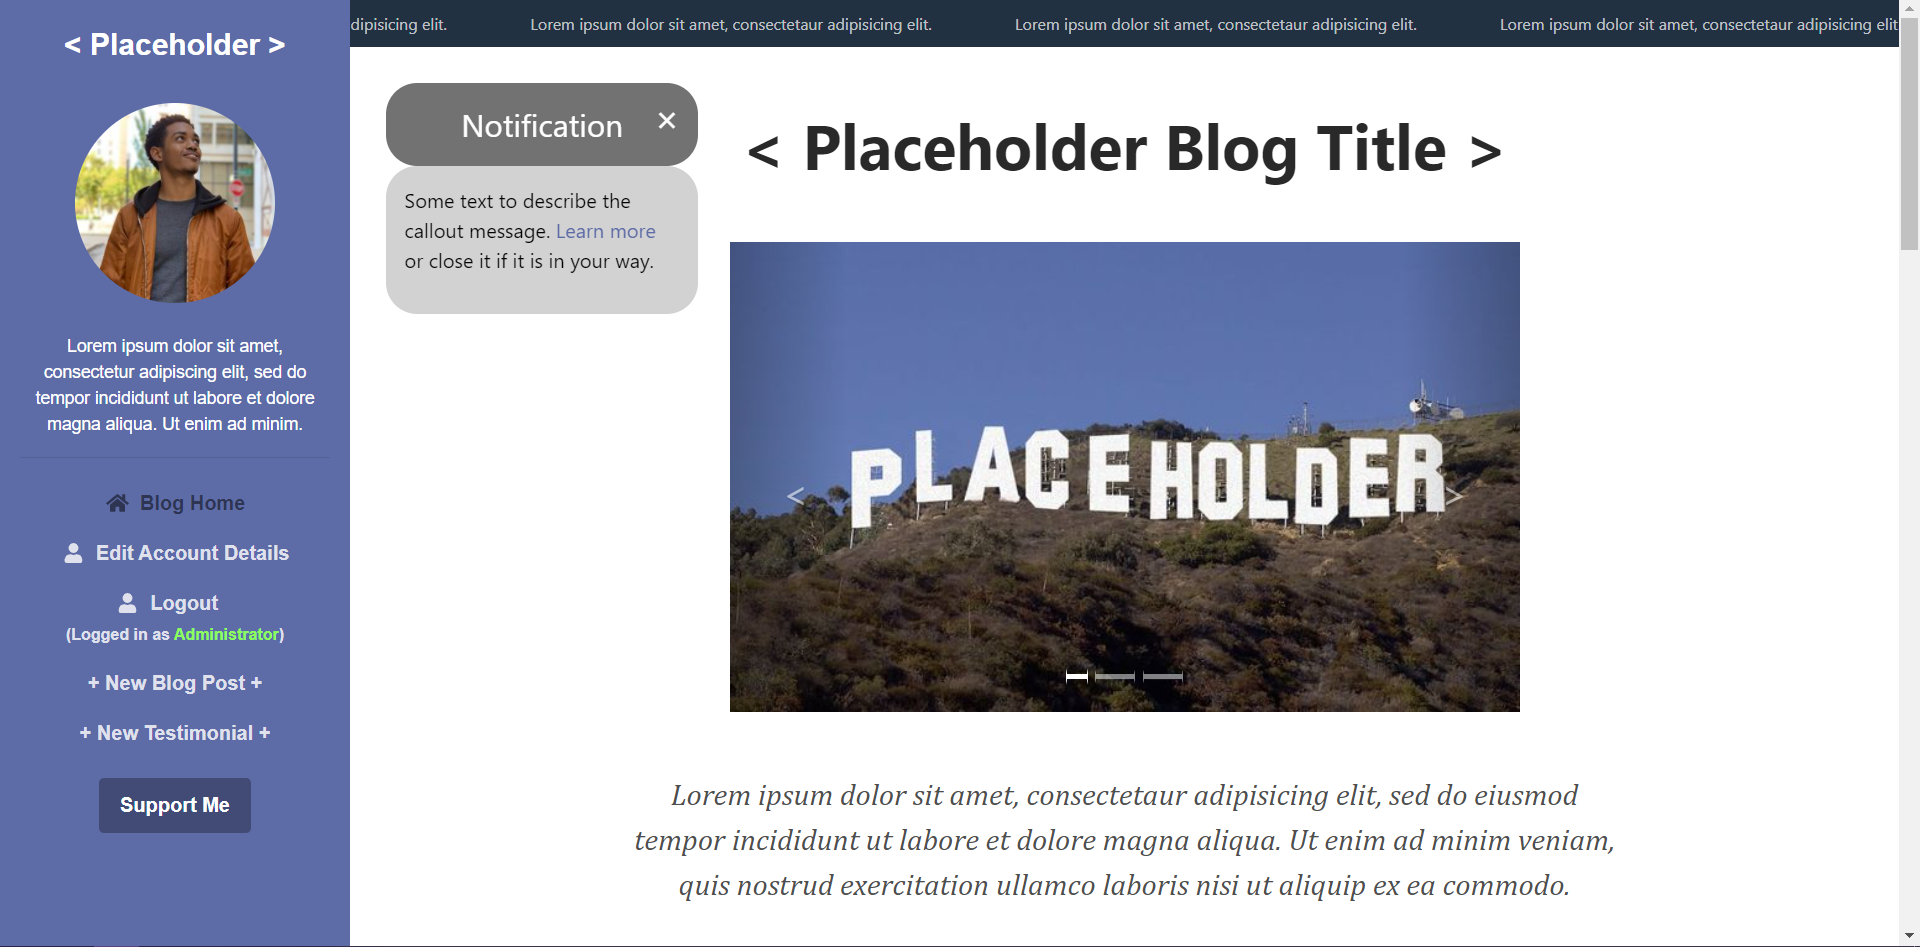 < Placeholder >
Lorem ipsum dolor sit amet,
consectetur adipiscing elit, sed do
tempor incididunt ut labore et dolore
magna aliqua. Ut enim ad minim.
Blog Home
Edit Account Details
Logout
(Logged in as Administrator)
+ New Blog Post +
+ New Testimonial +
Support Me
dipisicing elit. Lorem ipsum dolor sit amet, consectetaur adipisicing elit. Lorem ipsum dolor sit amet, consectetaur adipisicing elit. Lorem ipsum dolor sit amet, consectetaur adipisicing elit
Notification ×
Some text to describe the
callout message. Learn more
or close it if it is in your way.
< Placeholder Blog Title >
PLACEHOLDER
< >
Lorem ipsum dolor sit amet, consectetaur adipisicing elit, sed do eiusmod
tempor incididunt ut labore et dolore magna aliqua. Ut enim ad minim veniam,
quis nostrud exercitation ullamco laboris nisi ut aliquip ex ea commodo.